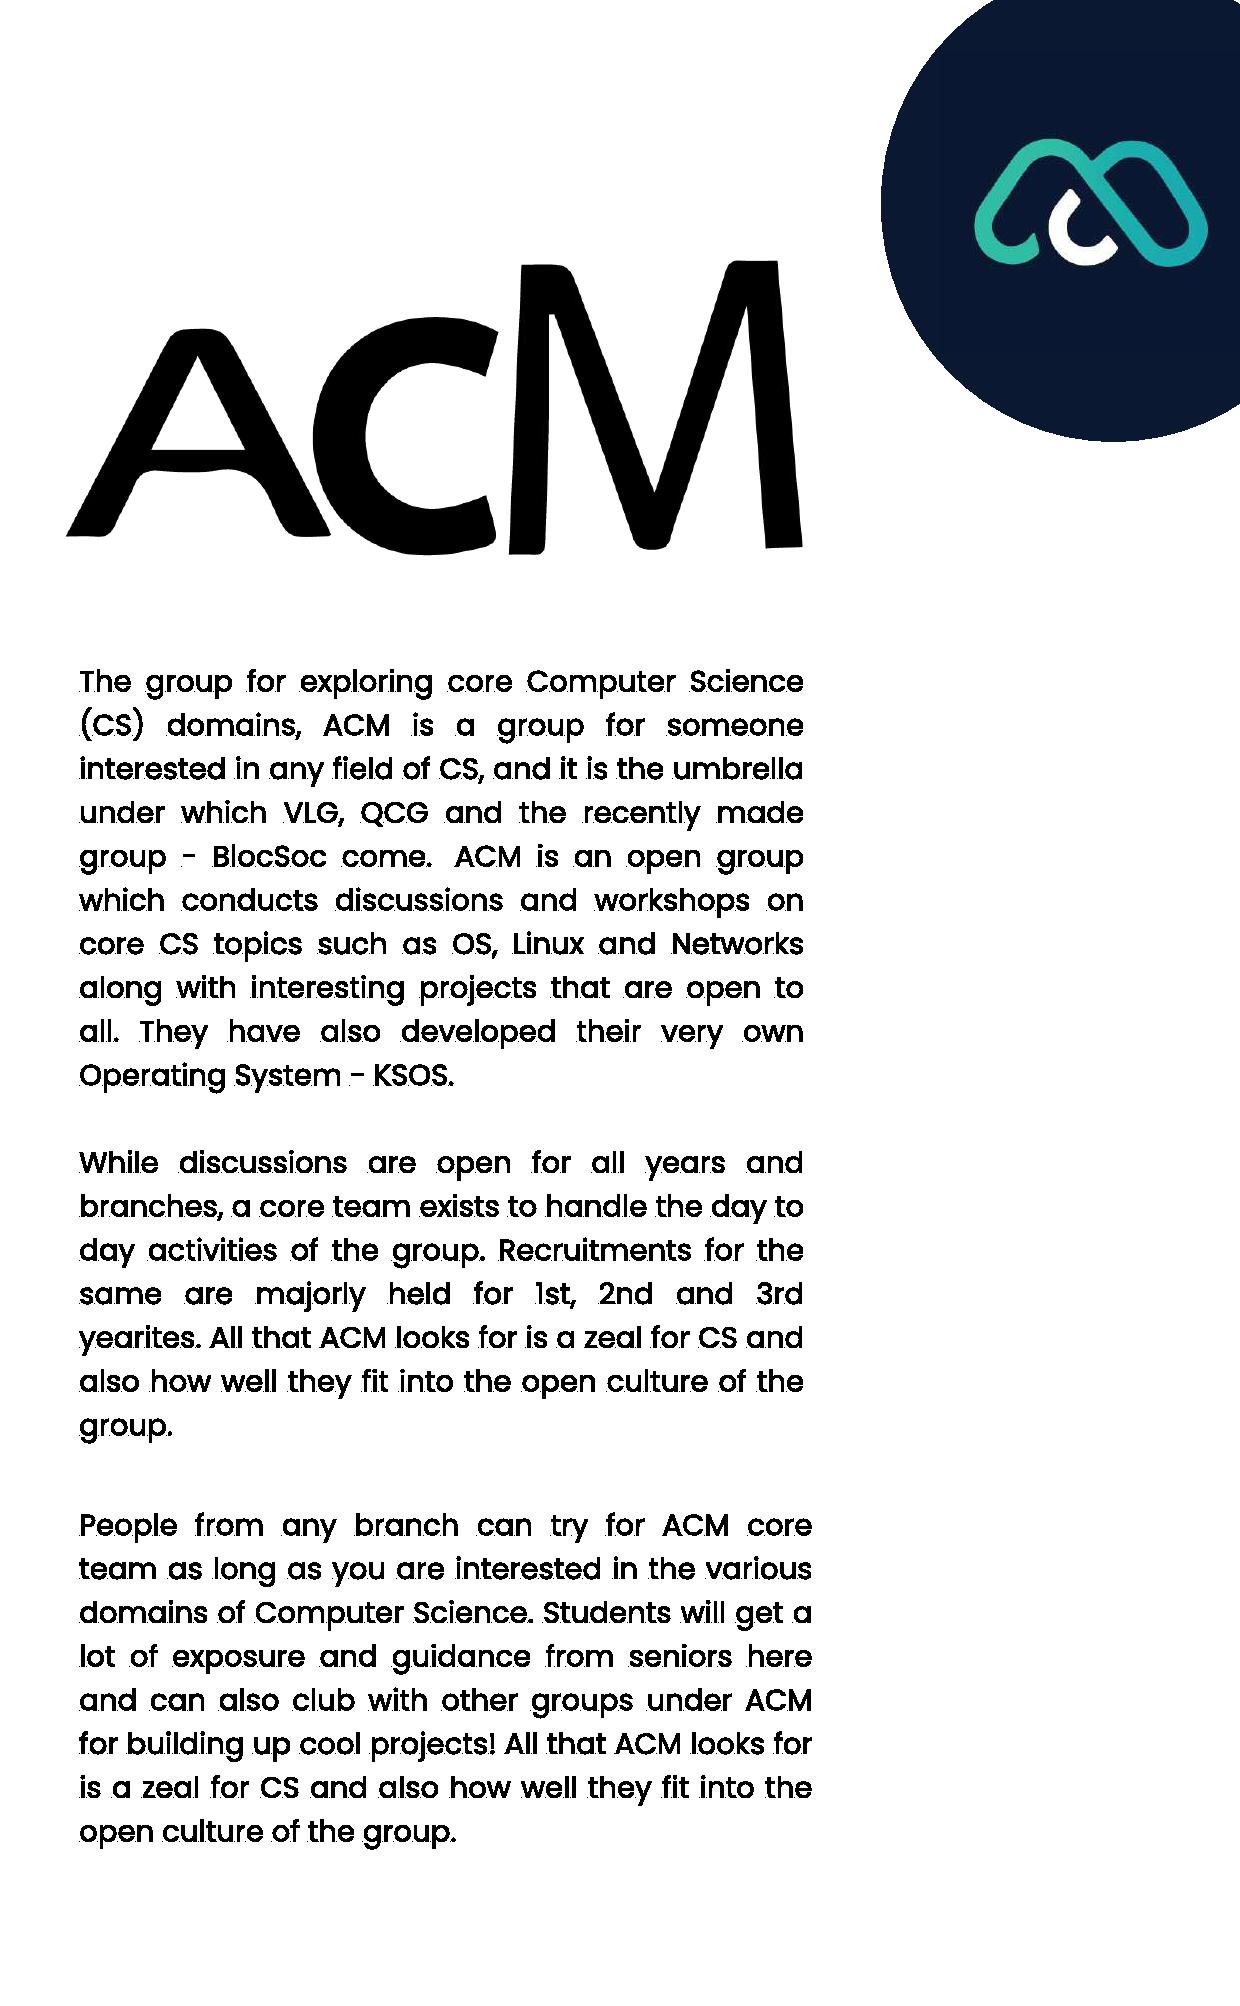 ACM
The group for exploring core Computer Science
(CS) domains, ACM is a group for someone
interested in any field of CS, and it is the umbrella
under which VLG, QCG and the recently made
group - BlocSoc come. ACM is an open group
which conducts discussions and workshops on
core CS topics such as OS, Linux and Networks
along with interesting projects that are open to
all. They have also developed their very own
Operating System - KSOS.
While discussions are open for all years and
branches, a core team exists to handle the day to
day activities of the group. Recruitments for the
same are majorly held for 1st, 2nd and 3rd
yearites. All that ACM looks for is a zeal for CS and
also how well they fit into the open culture of the
group.
People from any branch can try for ACM core
team as long as you are interested in the various
domains of Computer Science. Students will get a
lot of exposure and guidance from seniors here
and can also club with other groups under ACM
for building up cool projects! All that ACM looks for
is a zeal for CS and also how well they fit into the
open culture of the group.